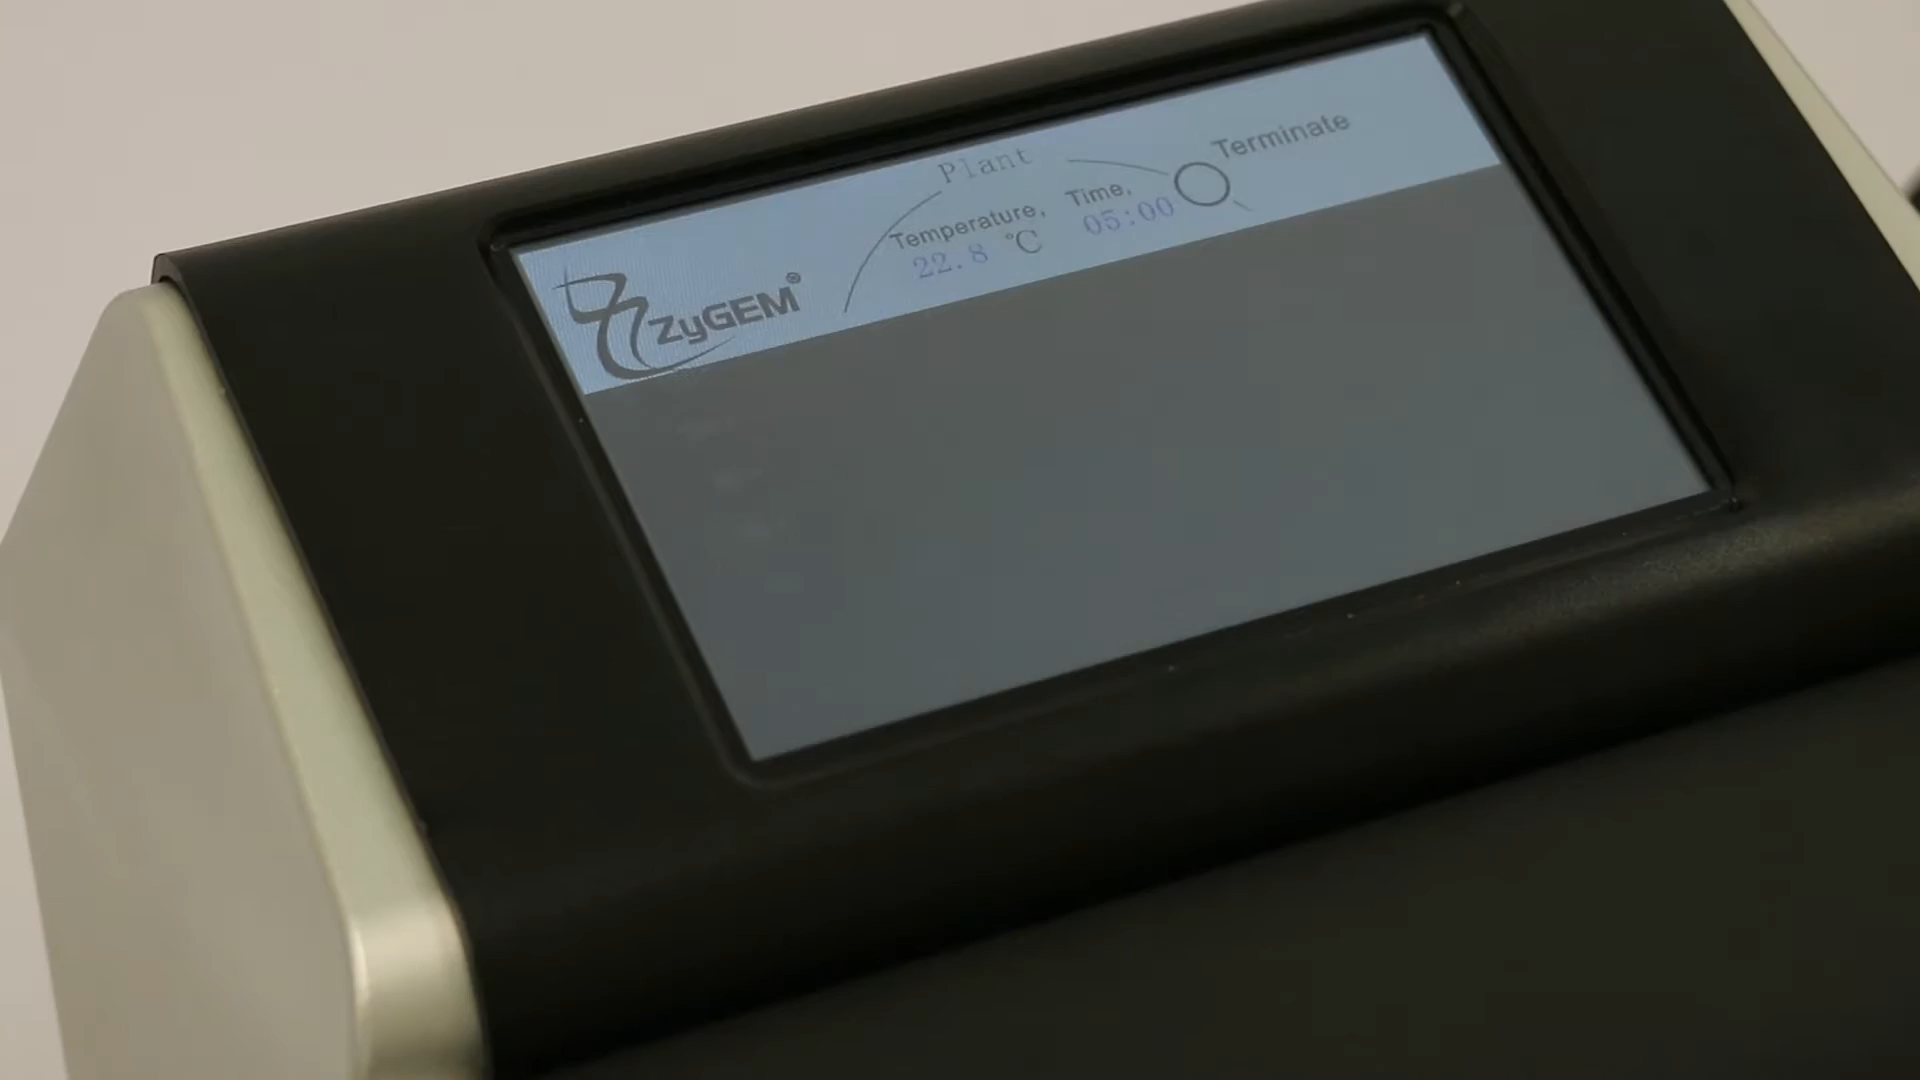 Plant
Terminate
Temperature, Time,
22.8 °C 05:00
ZyGEM®